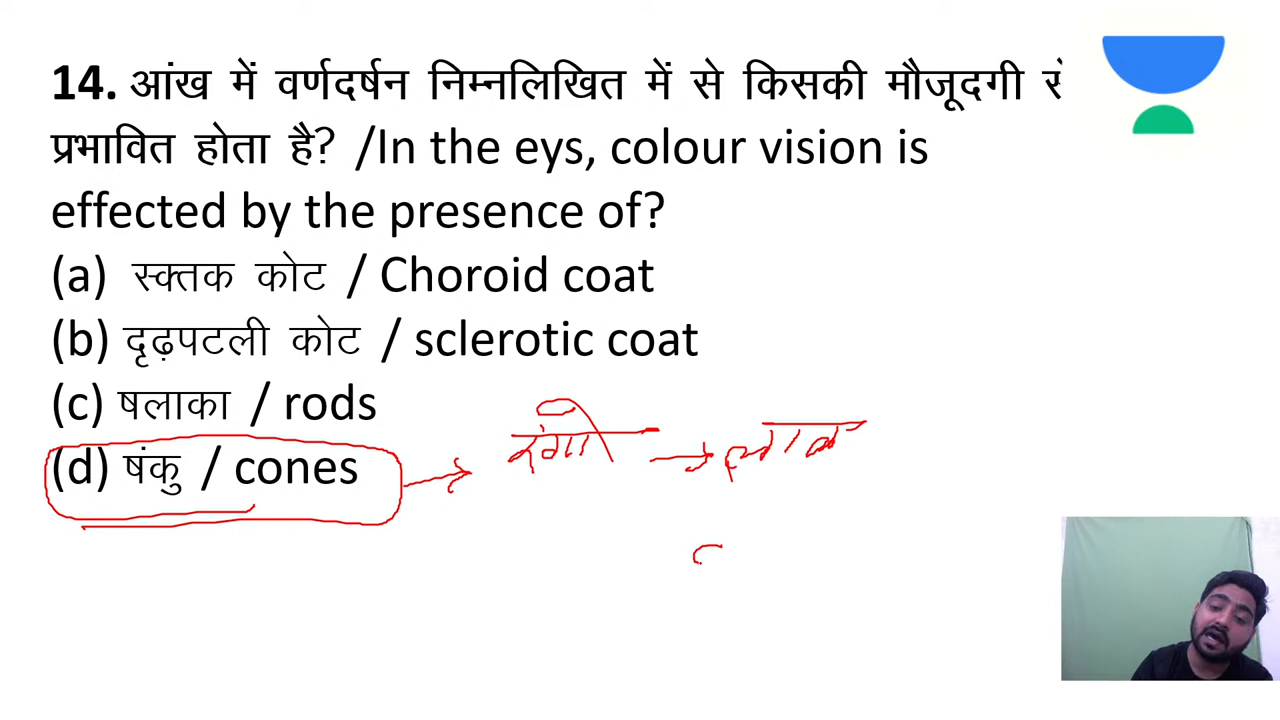 14. आंख में वर्णदर्षन निम्नलिखित में से किसकी मौजूदगी से
प्रभावित होता है? /In the eys, colour vision is
effected by the presence of?
(a) स्क्तक कोट / Choroid coat
(b) दृढ़पटली कोट / sclerotic coat
(c) षलाका / rods
(d) षंकु / cones
रंगों